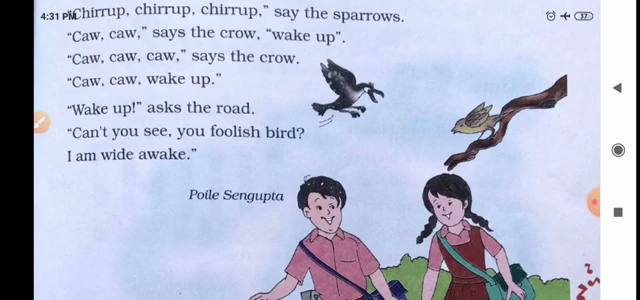 4:31 PM
37
“Chirrup, chirrup, chirrup,” say the sparrows.
“Caw, caw,” says the crow, “wake up”.
“Caw, caw, caw,” says the crow.
“Caw, caw, wake up.”
“Wake up!” asks the road.
“Can't you see, you foolish bird?
I am wide awake.”
Poile Sengupta